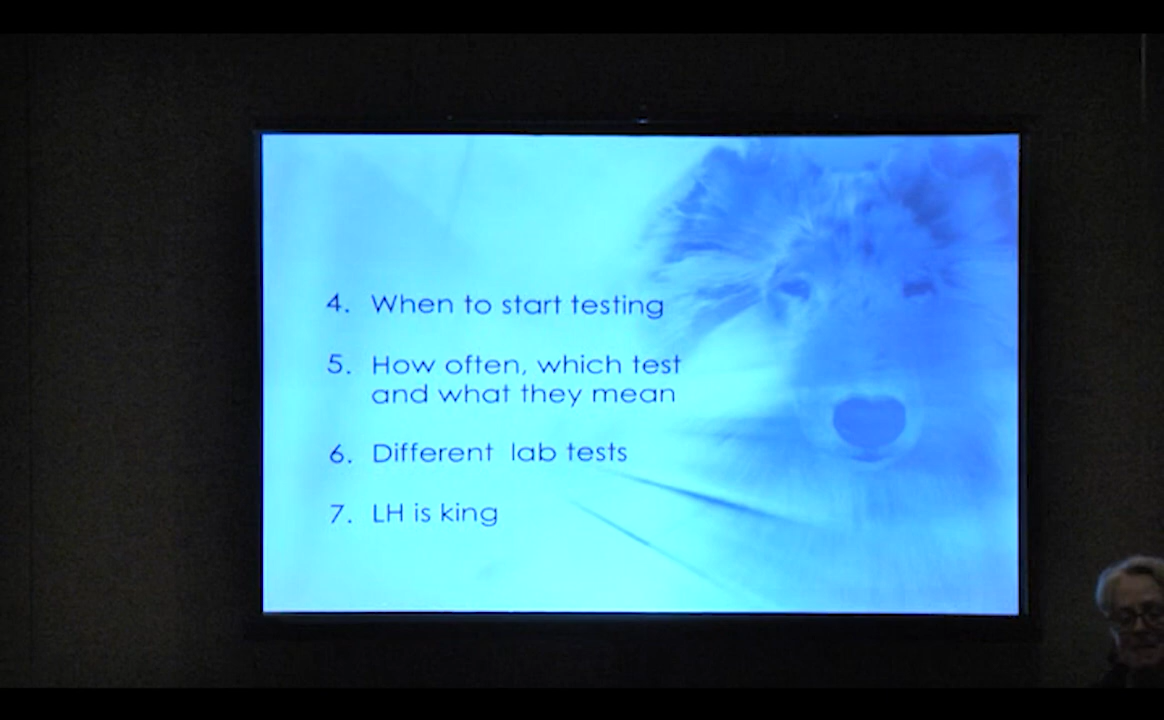 4. When to start testing
5. How often, which test
and what they mean
6. Different lab tests
7. LH is king